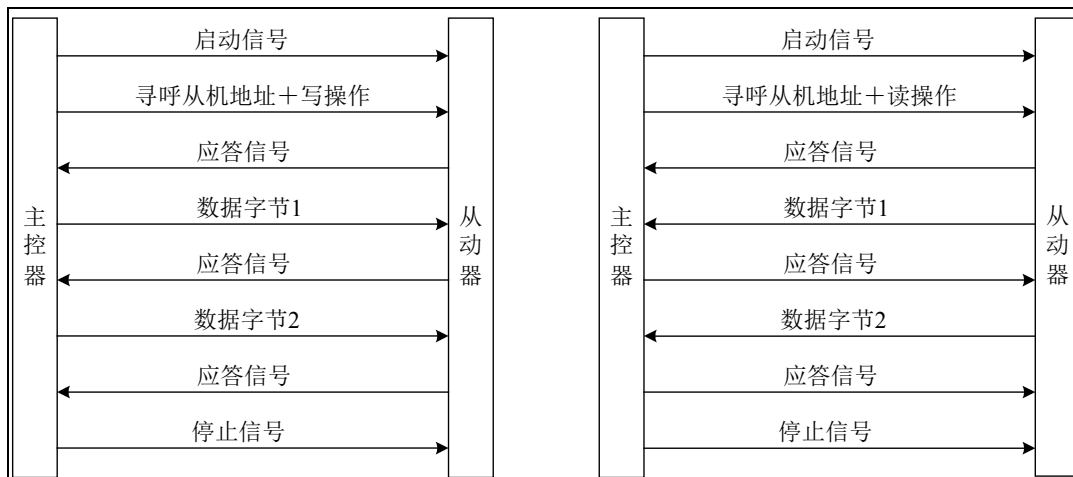 主控器
启动信号
寻呼从机地址＋写操作
应答信号
数据字节1
应答信号
数据字节2
应答信号
停止信号
从动器
主控器
启动信号
寻呼从机地址＋读操作
应答信号
数据字节1
应答信号
数据字节2
应答信号
停止信号
从动器